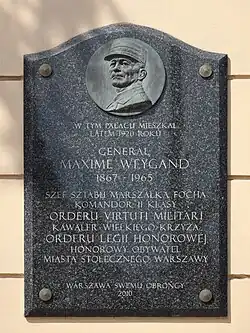 W TYM PAŁACU MIESZKAŁ
LATEM 1920 ROKU
GENERAŁ
MAXIME WEYGAND
1867 - 1965
SZEF SZTABU MARSZAŁKA FOCHA
KOMANDOR II KLASY
ORDERU VIRTUTI MILITARI
KAWALER WIELKIEGO KRZYŻA
ORDERU LEGII HONOROWEJ
HONOROWY OBYWATEL
MIASTA STOŁECZNEGO WARSZAWY
WARSZAWA SWEMU OBROŃCY
2010